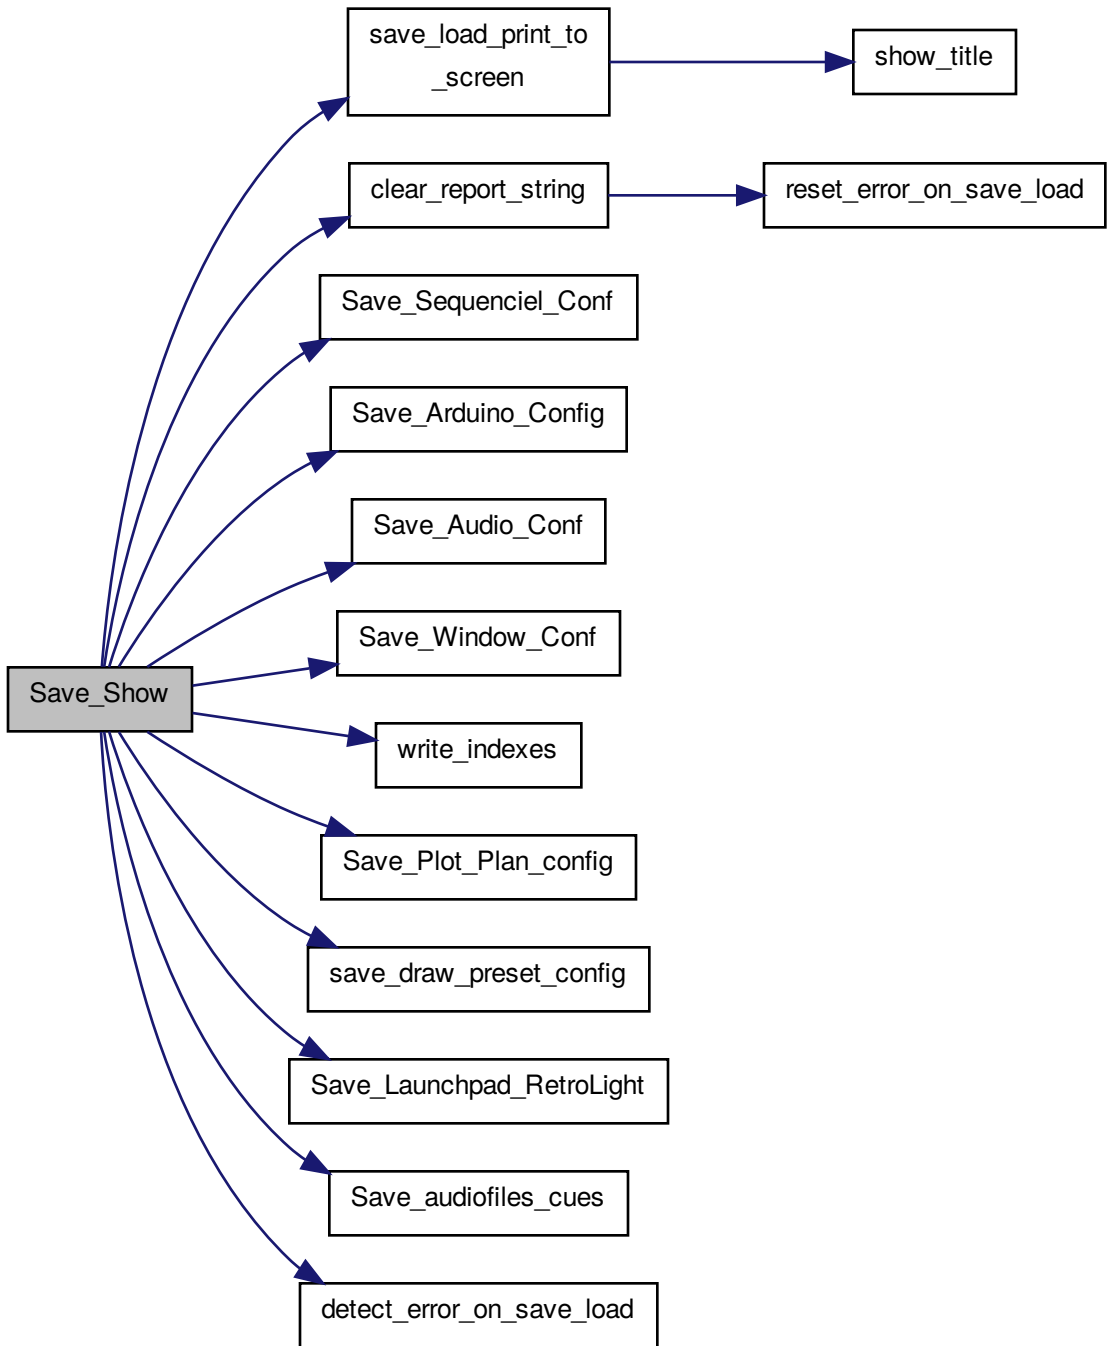 save_load_print_to
_screen
show_title
clear_report_string
reset_error_on_save_load
Save_Sequenciel_Conf
Save_Arduino_Config
Save_Audio_Conf
Save_Window_Conf
Save_Show
write_indexes
Save_Plot_Plan_config
save_draw_preset_config
Save_Launchpad_RetroLight
Save_audiofiles_cues
detect_error_on_save_load